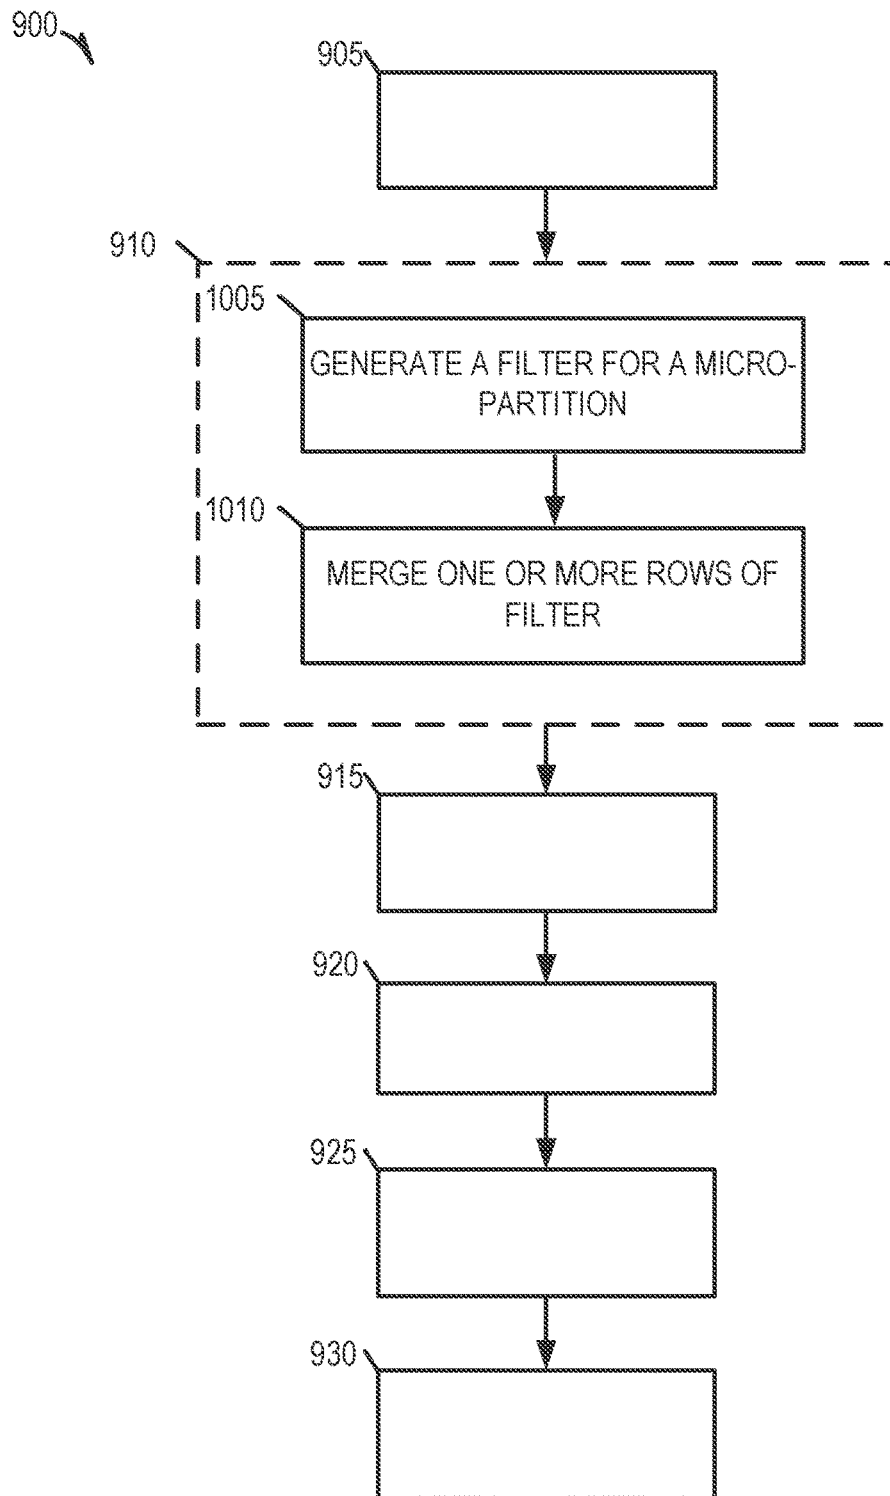 900
905
910
1005
GENERATE A FILTER FOR A MICRO-
PARTITION
1010
MERGE ONE OR MORE ROWS OF
FILTER
915
920
925
930